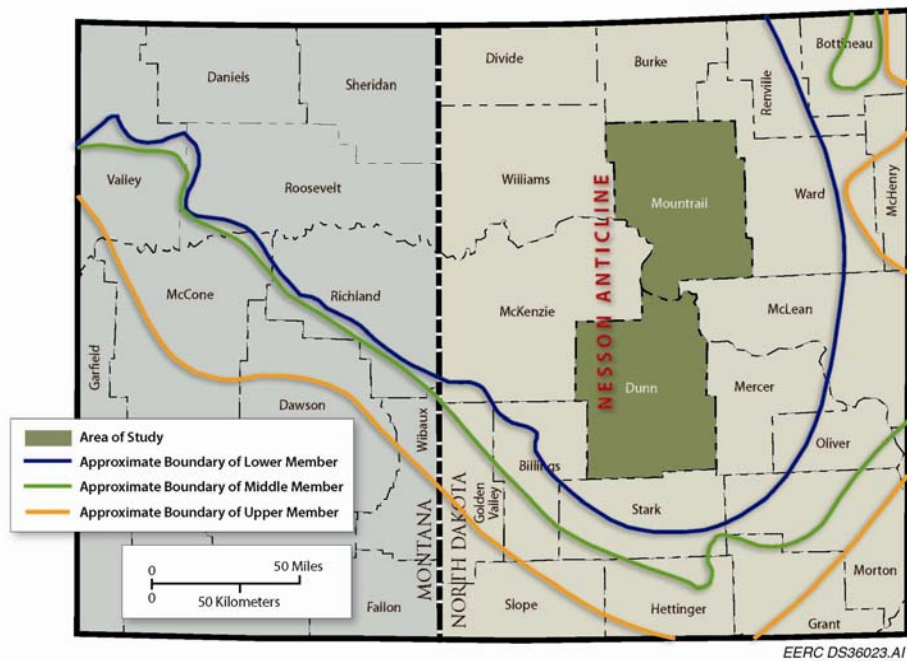 Divide
Burke
Renville
Bottineau
Daniels
Sheridan
Valley
Roosevelt
Williams
Mountrail
Ward
McHenry
NESSON ANTICLINE
McCone
Richland
McKenzie
McLean
Garfield
Dawson
Wibaux
Dunn
Mercer
Oliver
Billings
Golden
Valley
Stark
Morton
MONTANA
NORTH DAKOTA
Fallon
Slope
Hettinger
Grant
Area of Study
Approximate Boundary of Lower Member
Approximate Boundary of Middle Member
Approximate Boundary of Upper Member
0 50 Miles
0 50 Kilometers
EERC DS36023.AI